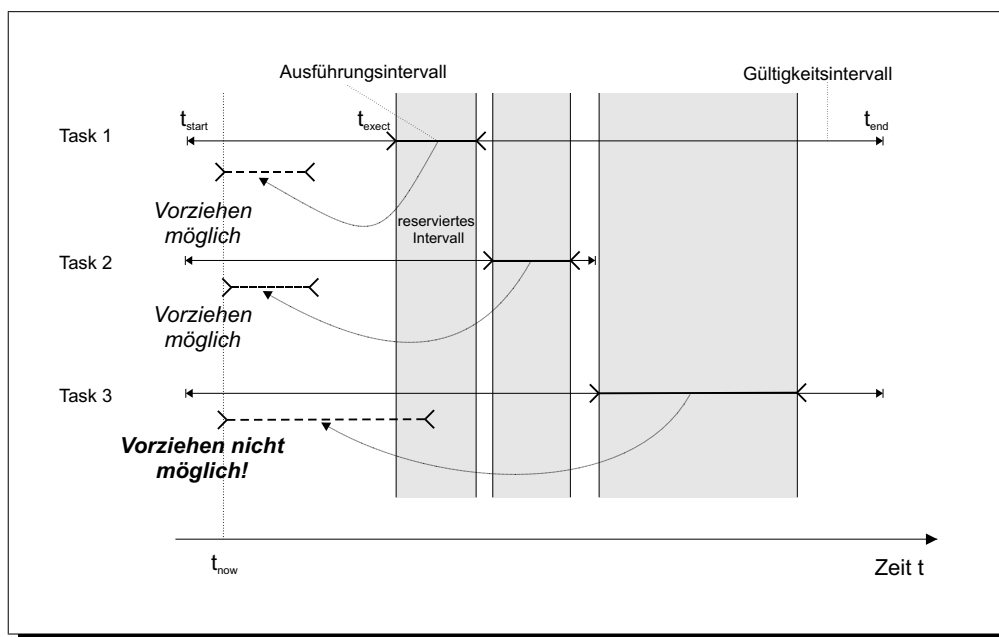 Ausführungsintervall
Gültigkeitsintervall
t_start
t_exect
t_end
Task 1
Vorziehen
möglich
reserviertes
Intervall
Task 2
Vorziehen
möglich
Task 3
Vorziehen nicht
möglich!
t_now
Zeit t